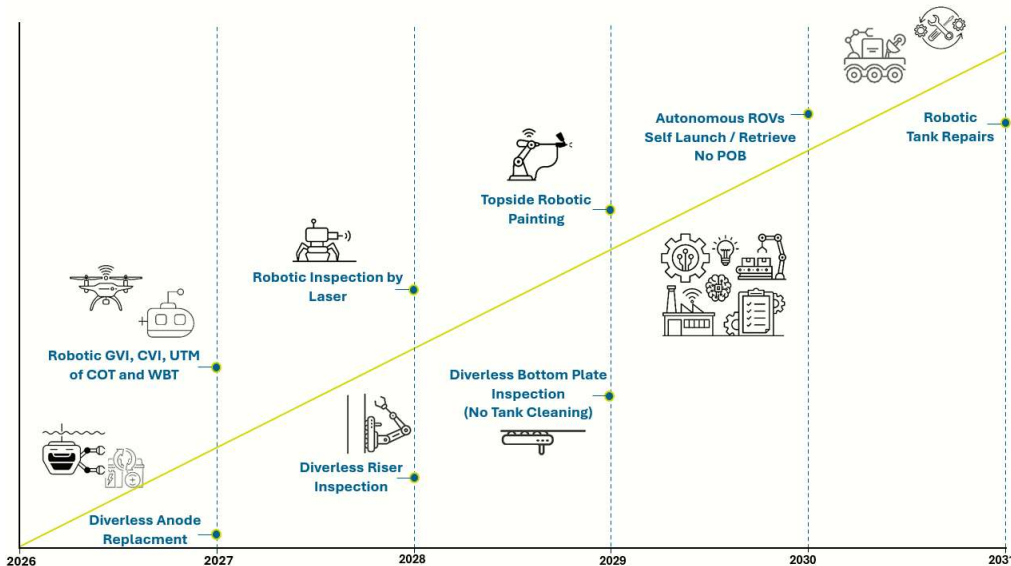 Autonomous ROVs
Self Launch / Retrieve
No POB
Robotic
Tank Repairs
Topside Robotic
Painting
Robotic Inspection by
Laser
Robotic GVI, CVI, UTM
of COT and WBT
Diverless Bottom Plate
Inspection
(No Tank Cleaning)
Diverless Riser
Inspection
Diverless Anode
Replacment
2026
2027
2028
2029
2030
2031